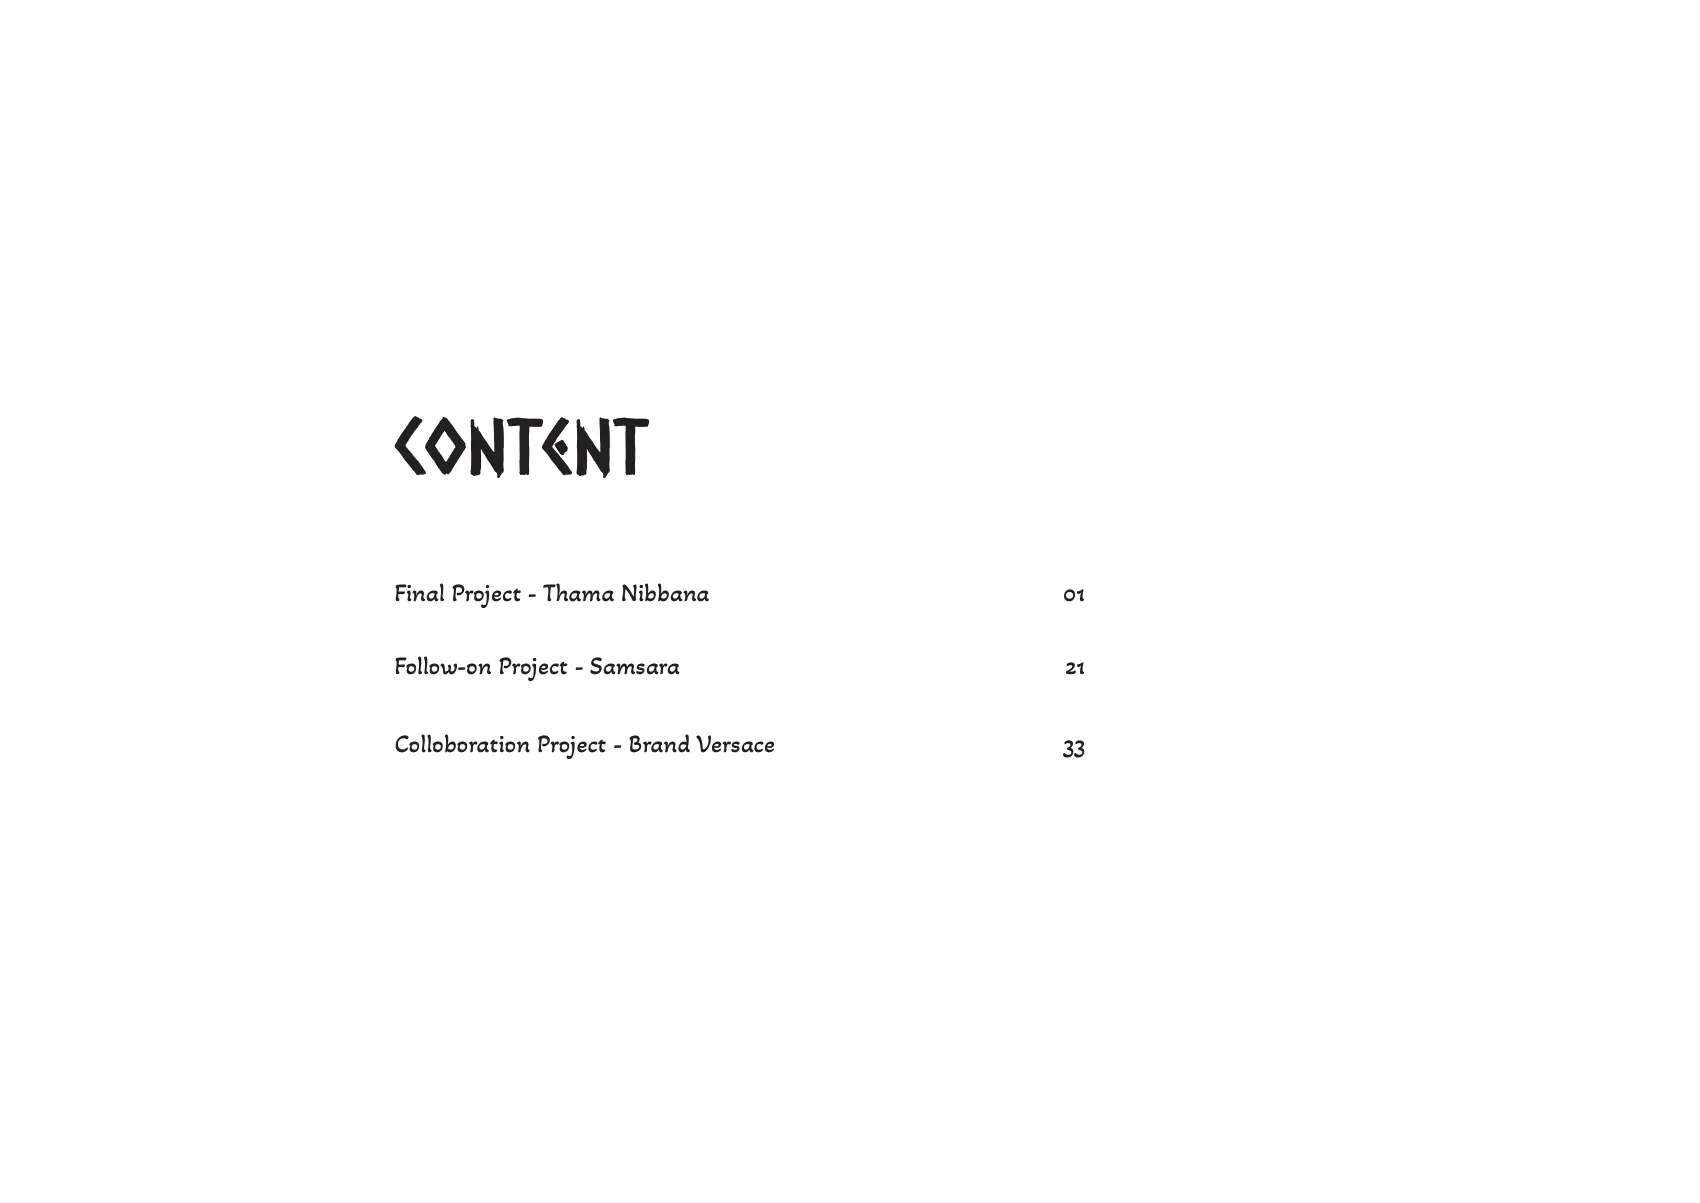 CONTENT
Final Project - Thama Nibbana 01
Follow-on Project - Samsara 21
Colloboration Project - Brand Versace 33